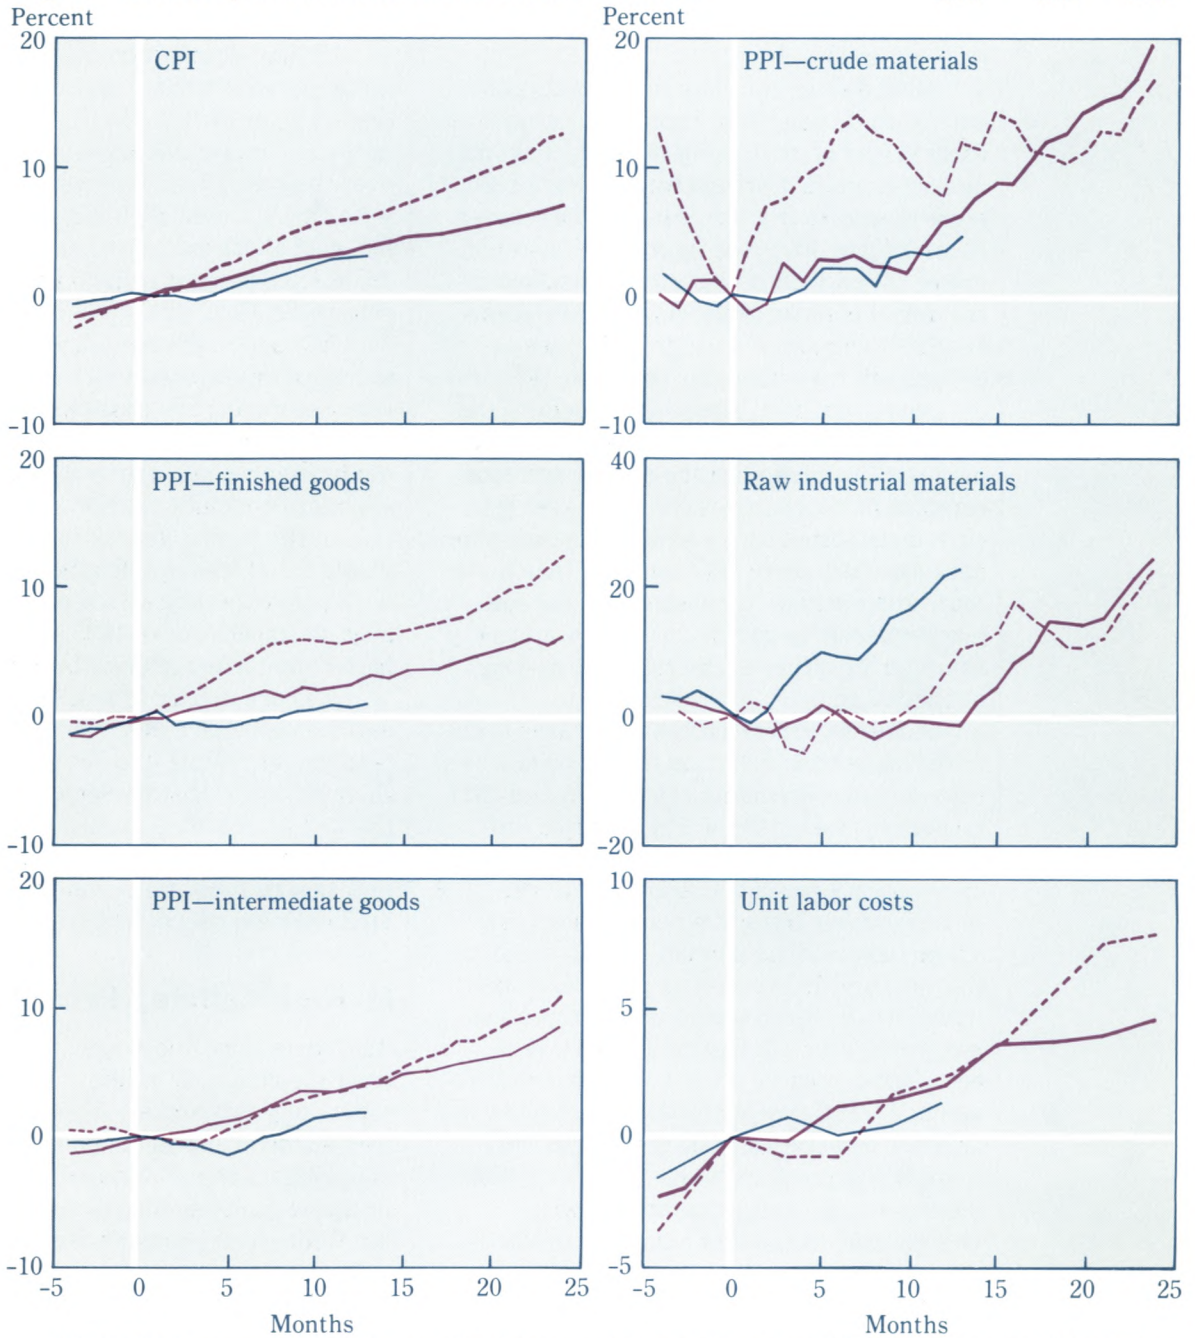 Percent
20
CPI
10
0
−10
Percent
20
PPI—crude materials
10
0
−10
20
PPI—finished goods
10
0
−10
40
Raw industrial materials
20
0
−20
20
PPI—intermediate goods
10
0
−10
−5 0 5 10 15 20 25
Months
10
Unit labor costs
5
0
−5
−5 0 5 10 15 20 25
Months